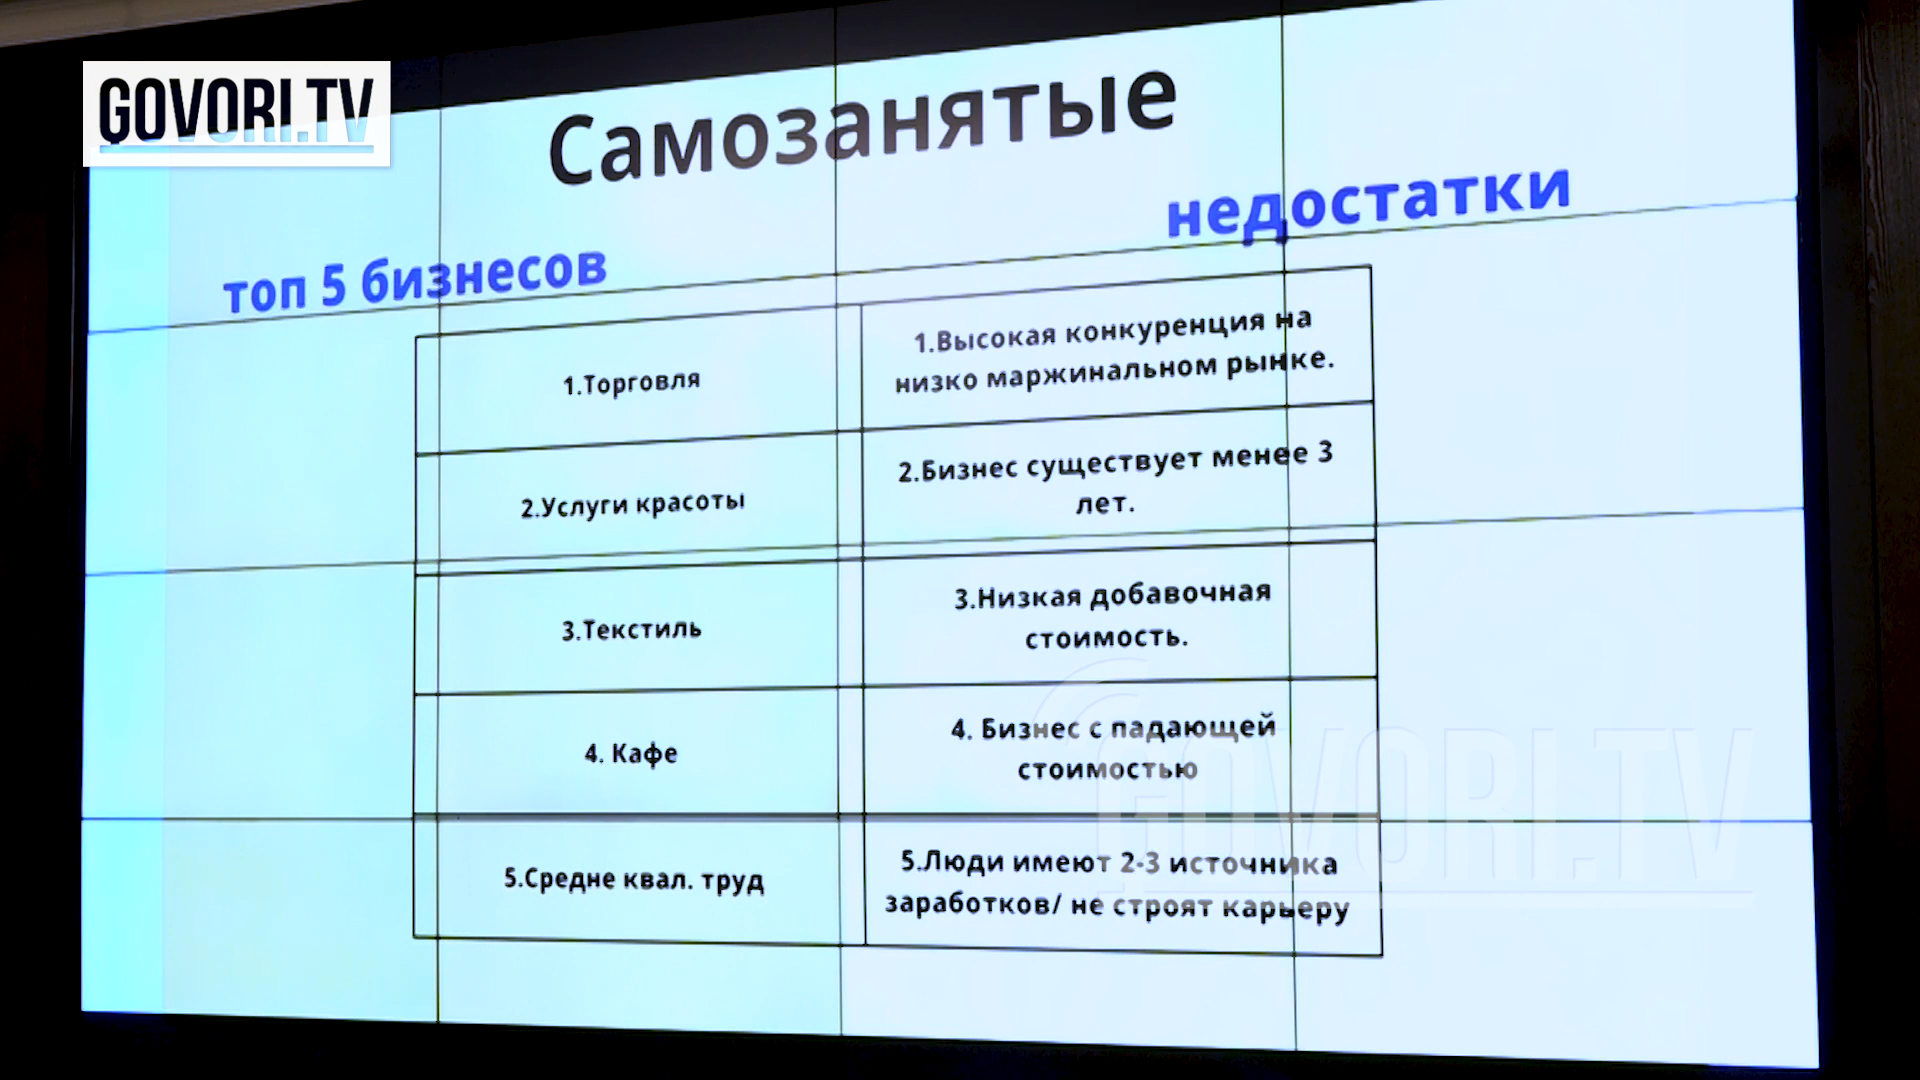 GOVORI.TV
Самозанятые
топ 5 бизнесов
недостатки
1.Торговля
1.Высокая конкуренция на
низко маржинальном рынке.
2.Услуги красоты
2.Бизнес существует менее 3
лет.
3.Текстиль
3.Низкая добавочная
стоимость.
4. Кафе
4. Бизнес с падающей
стоимостью
5.Средне квал. труд
5.Люди имеют 2-3 источника
заработков/ не строят карьеру
GOVORI.TV